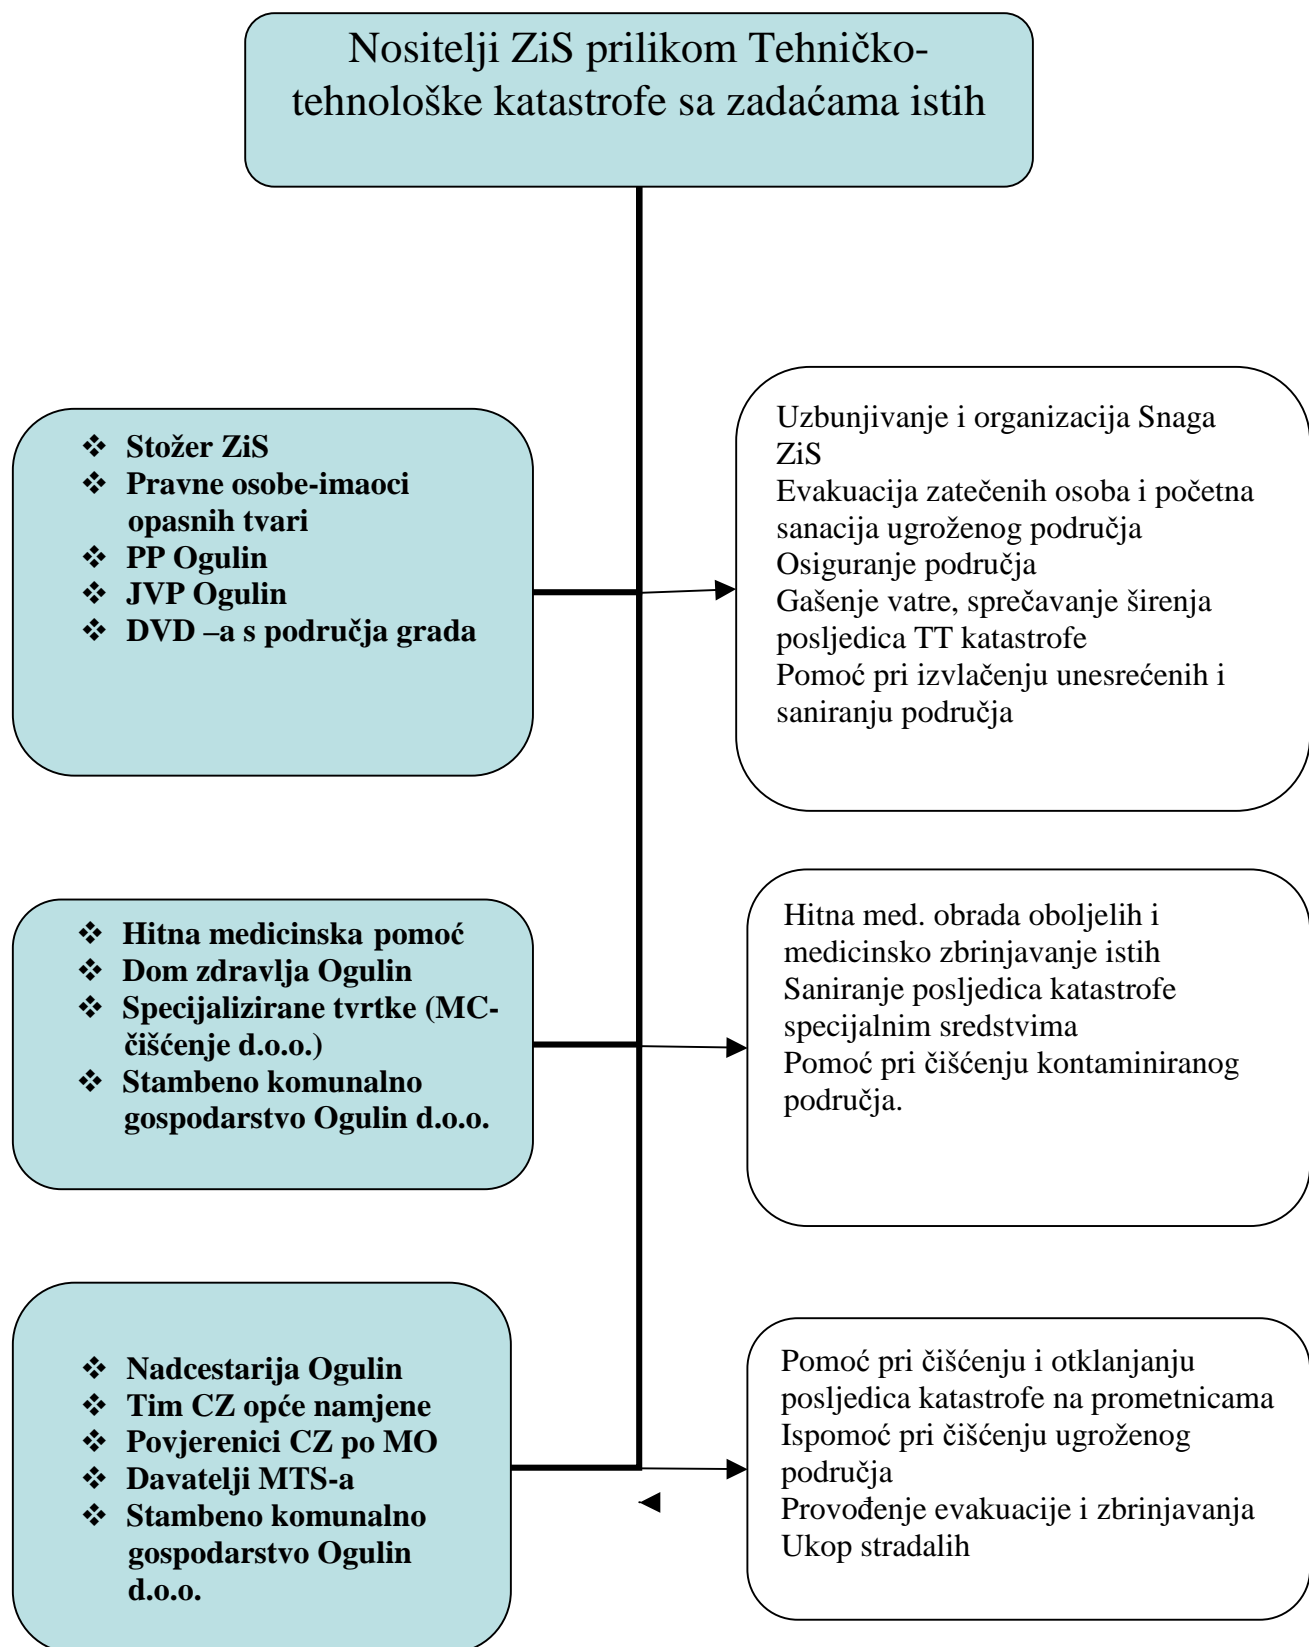 Nositelji ZiS prilikom Tehničko-
tehnološke katastrofe sa zadaćama istih
❖ Stožer ZiS
❖ Pravne osobe-imaoci
opasnih tvari
❖ PP Ogulin
❖ JVP Ogulin
❖ DVD –a s područja grada
Uzbunjivanje i organizacija Snaga
ZiS
Evakuacija zatečenih osoba i početna
sanacija ugroženog područja
Osiguranje područja
Gašenje vatre, sprečavanje širenja
posljedica TT katastrofe
Pomoć pri izvlačenju unesrećenih i
saniranju područja
❖ Hitna medicinska pomoć
❖ Dom zdravlja Ogulin
❖ Specijalizirane tvrtke (MC-
čišćenje d.o.o.)
❖ Stambeno komunalno
gospodarstvo Ogulin d.o.o.
Hitna med. obrada oboljelih i
medicinsko zbrinjavanje istih
Saniranje posljedica katastrofe
specijalnim sredstvima
Pomoć pri čišćenju kontaminiranog
područja.
❖ Nadcestarija Ogulin
❖ Tim CZ opće namjene
❖ Povjerenici CZ po MO
❖ Davatelji MTS-a
❖ Stambeno komunalno
gospodarstvo Ogulin
d.o.o.
Pomoć pri čišćenju i otklanjanju
posljedica katastrofe na prometnicama
Ispomoć pri čišćenju ugroženog
područja
Provođenje evakuacije i zbrinjavanja
Ukop stradalih